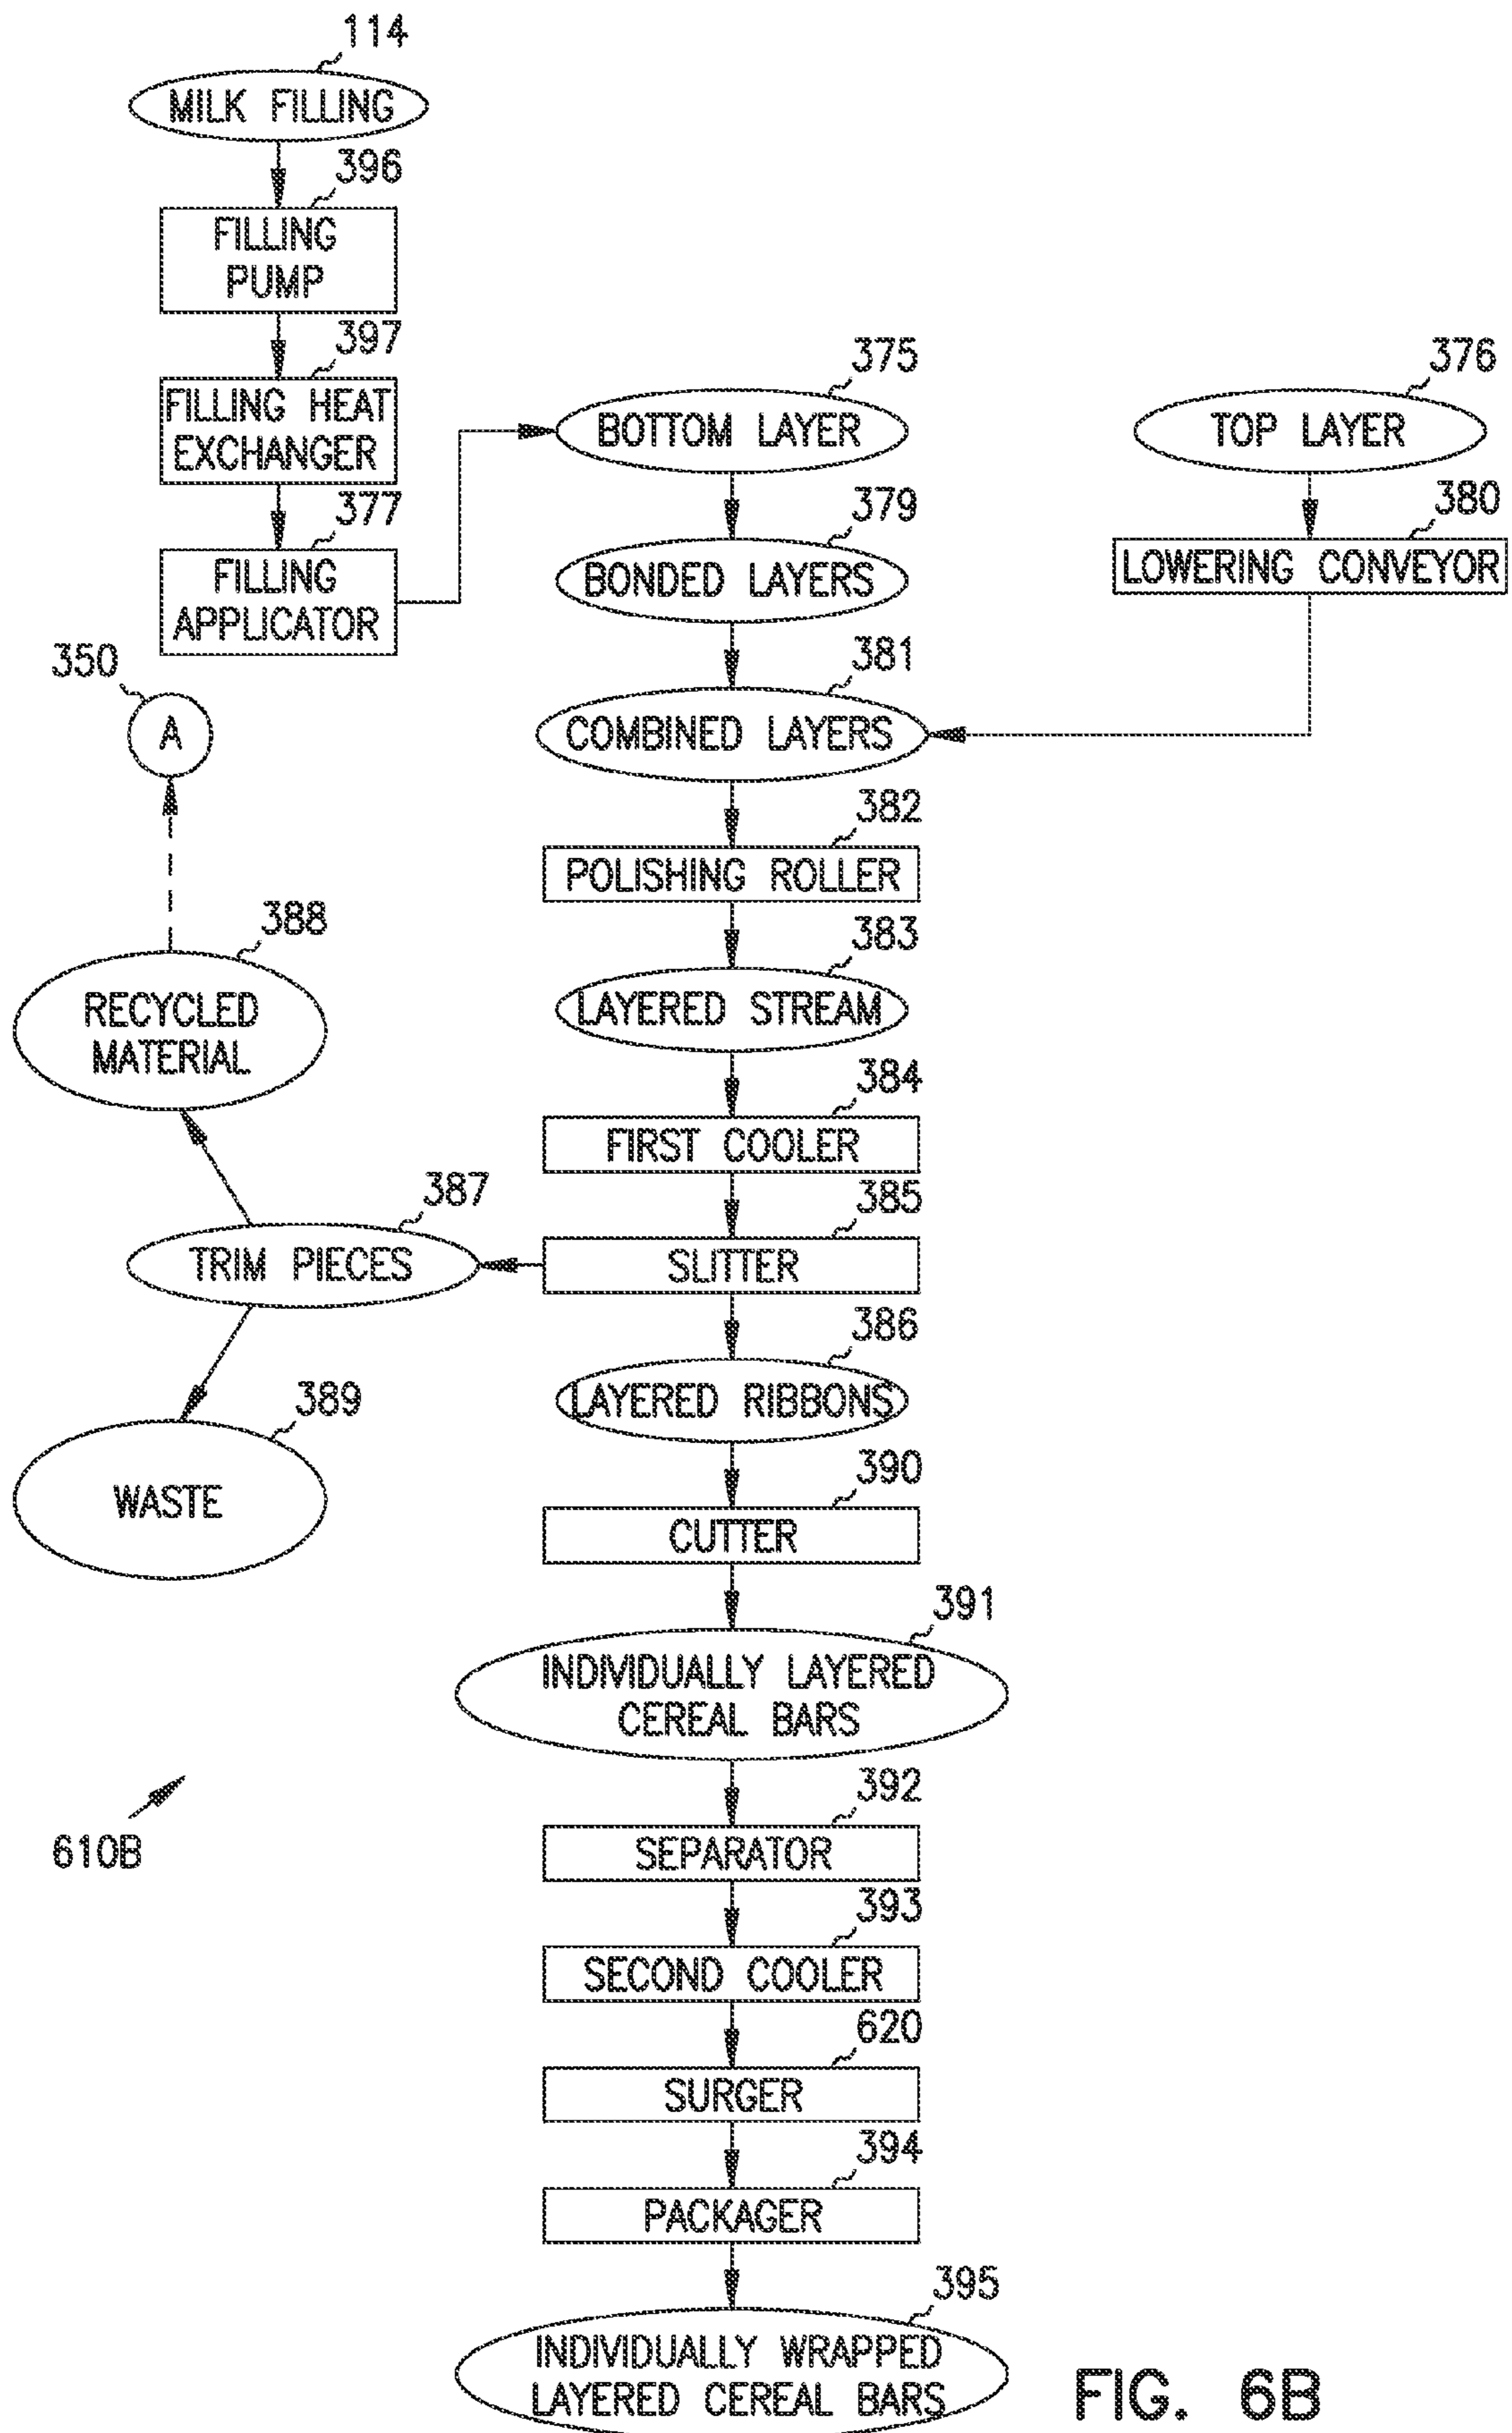 114
MILK FILLING
396
FILLING
PUMP
397
FILLING HEAT
EXCHANGER
377
FILLING
APPLICATOR
375
BOTTOM LAYER
376
TOP LAYER
379
BONDED LAYERS
380
LOWERING CONVEYOR
350
A
381
COMBINED LAYERS
382
POLISHING ROLLER
388
RECYCLED
MATERIAL
383
LAYERED STREAM
384
FIRST COOLER
387
TRIM PIECES
385
SLITTER
386
LAYERED RIBBONS
389
WASTE
390
CUTTER
391
INDIVIDUALLY LAYERED
CEREAL BARS
610B
392
SEPARATOR
393
SECOND COOLER
620
SURGER
394
PACKAGER
395
INDIVIDUALLY WRAPPED
LAYERED CEREAL BARS
FIG. 6B